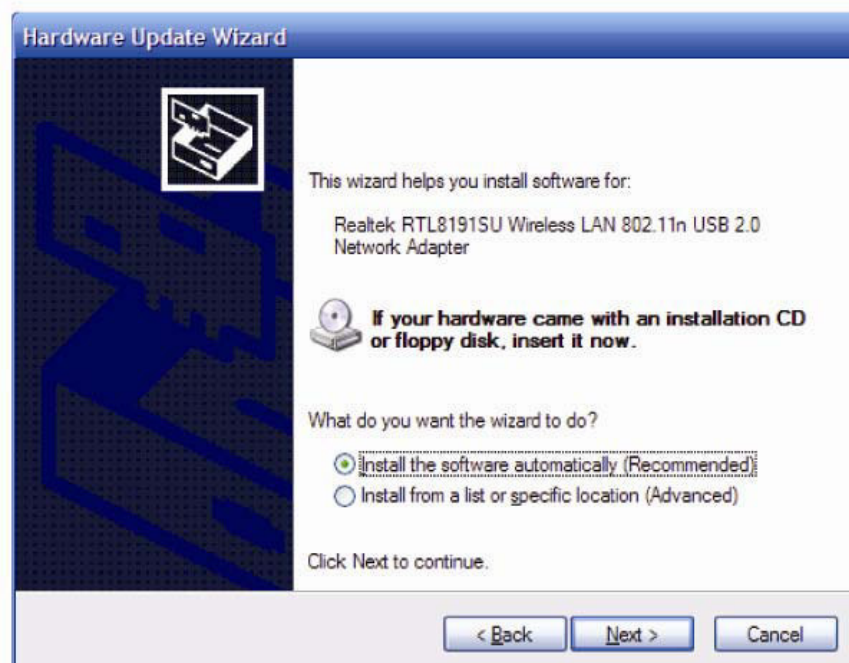 Hardware Update Wizard
This wizard helps you install software for:
Realtek RTL8191SU Wireless LAN 802.11n USB 2.0
Network Adapter
If your hardware came with an installation CD
or floppy disk, insert it now.
What do you want the wizard to do?
Install the software automatically (Recommended)
Install from a list or specific location (Advanced)
Click Next to continue.
< Back Next > Cancel